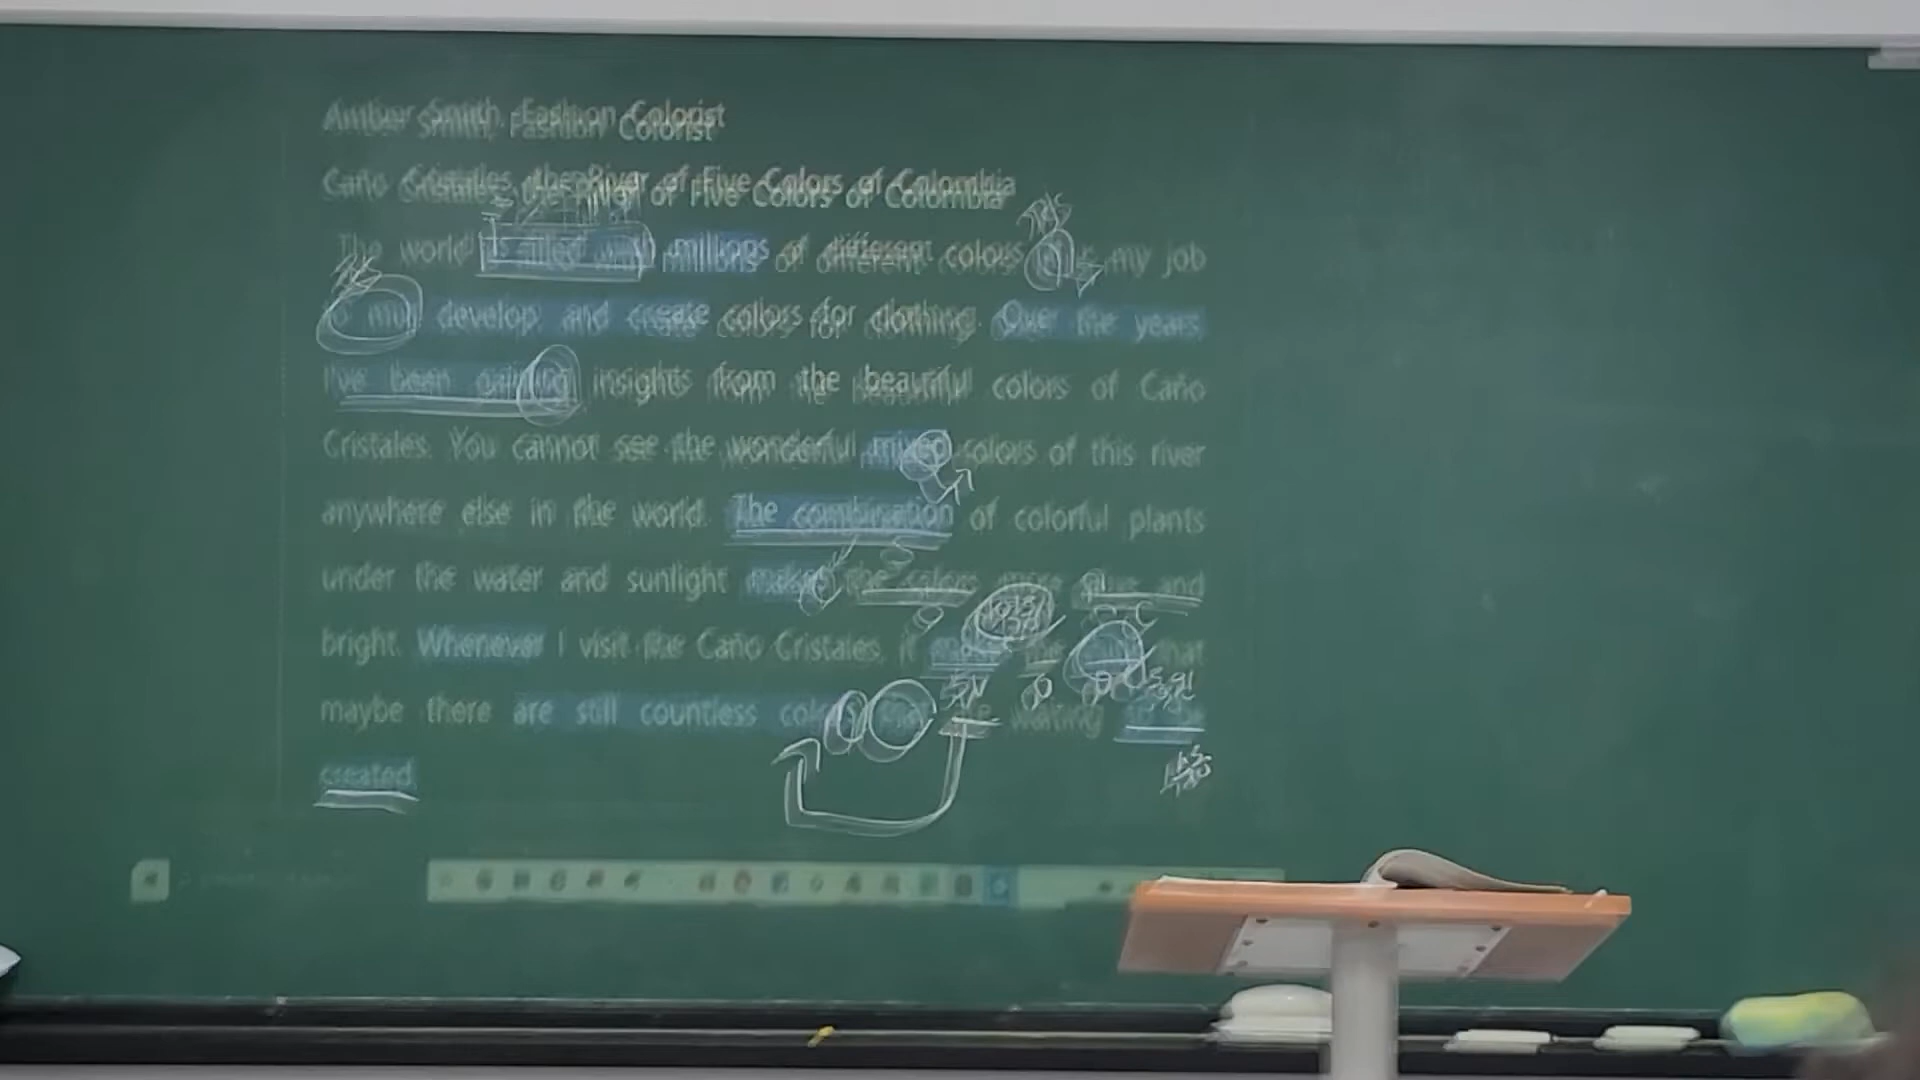 Amber Smith, Fashion Colorist
Caño Cristales, the River of Five Colors of Colombia
The world is filled with millions of different colors my job
develop, and create colors for clothing. Over the years,
I've been gaining insights from the beautiful colors of Caño
Cristales. You cannot see the wonderful mixed colors of this river
anywhere else in the world. The combination of colorful plants
under the water and sunlight makes the colors more alive and
bright. Whenever I visit the Caño Cristales, it that
maybe there are still countless colors waiting to be
created.